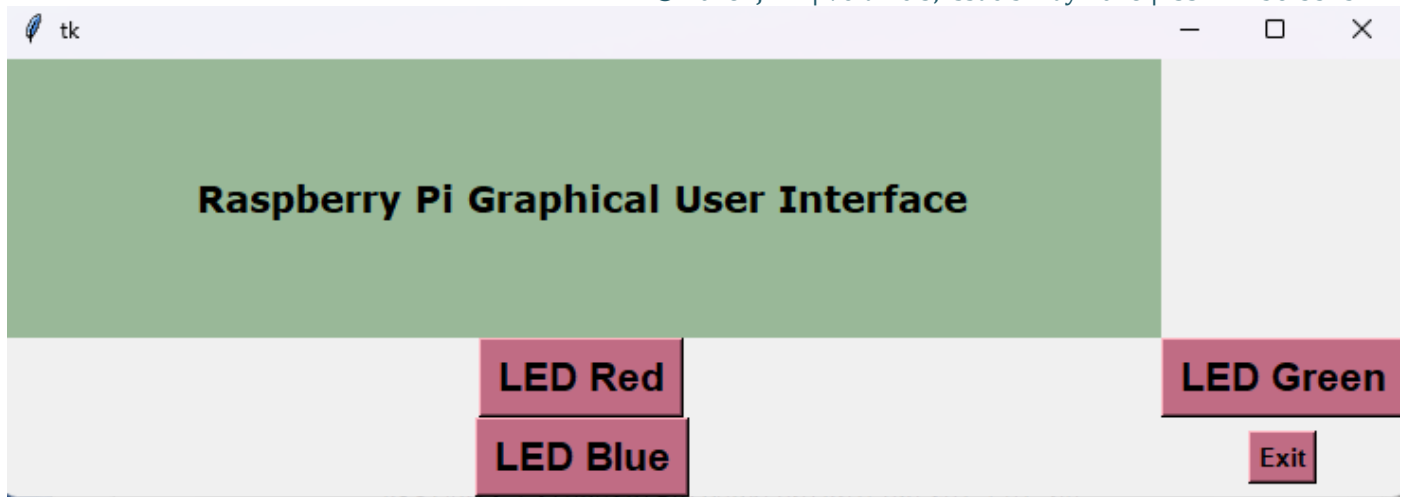 tk
Raspberry Pi Graphical User Interface
LED Red
LED Green
LED Blue
Exit